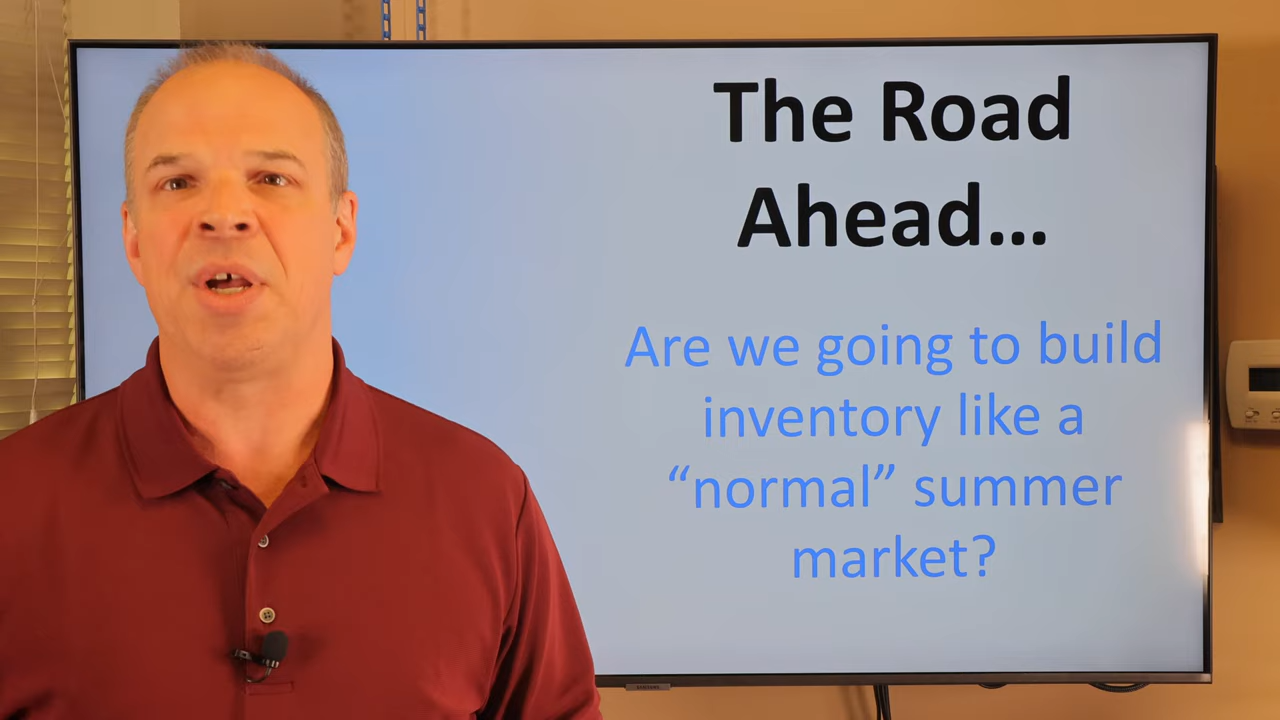 The Road
Ahead...
Are we going to build
inventory like a
“normal” summer
market?